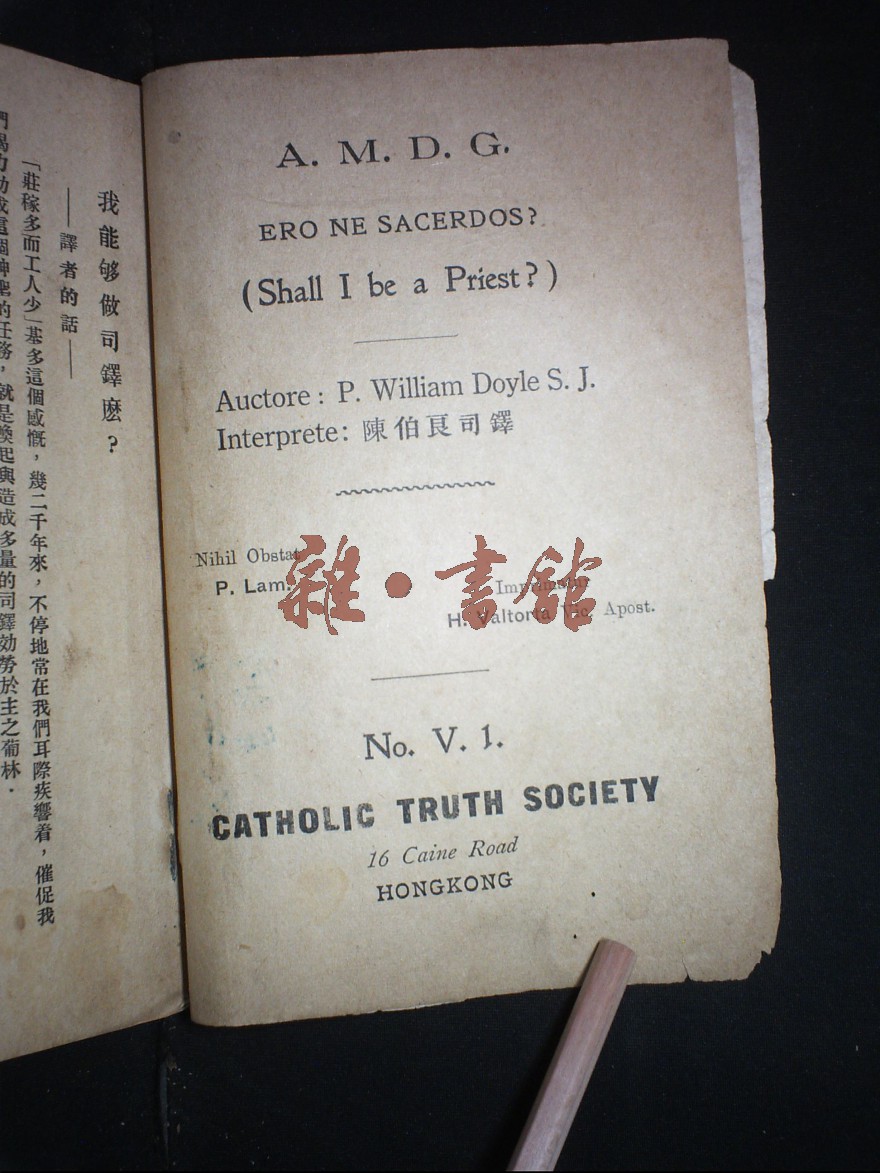 A. M. D. G.
ERO NE SACERDOS?
(Shall I be a Priest?)
Auctore: P. William Doyle S. J.
Interprete: 陳伯良司鐸
Nihil Obstat
P. Lam.
Imprimatur
H. Valtorta Vic. Apost.
雜·書館
No. V. 1.
CATHOLIC TRUTH SOCIETY
16 Caine Road
HONGKONG
我能够做司鐸麽?
——譯者的話——
「莊稼多而工人少」基多這個感慨,幾二千年來,不停地常在我們耳際疾響着,催促我
們竭力助成這個神聖的任務,就是喚起與造成多量的司鐸効勞於主之葡林.